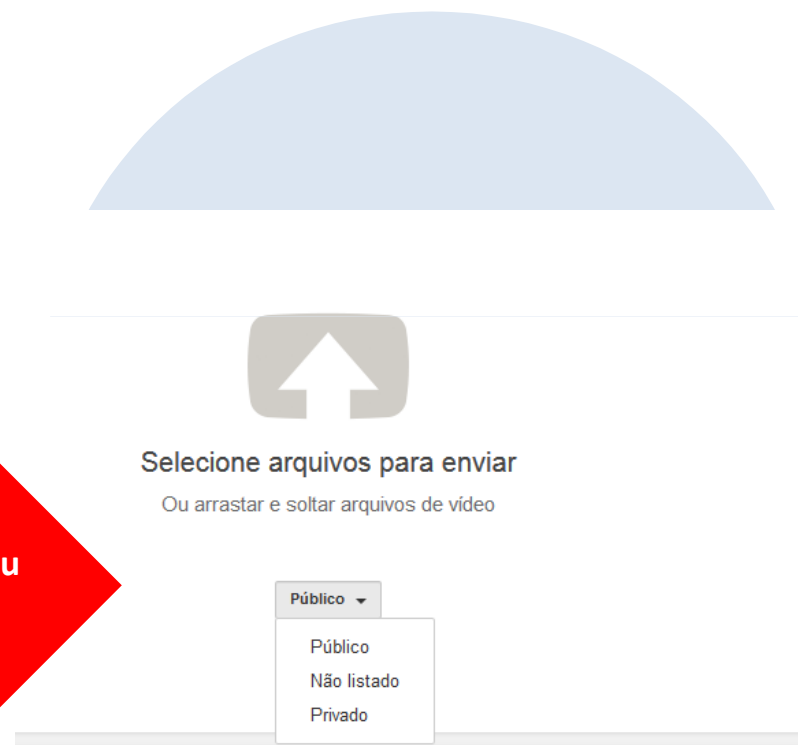 Selecione arquivos para enviar
Ou arrastar e soltar arquivos de vídeo
u
Público
Público
Não listado
Privado